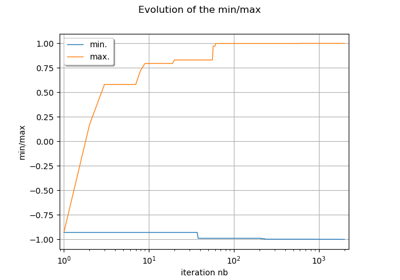 Evolution of the min/max
min.
max.
1.00
0.75
0.50
0.25
0.00
−0.25
−0.50
−0.75
−1.00
min/max
10⁰
10¹
10²
10³
iteration nb